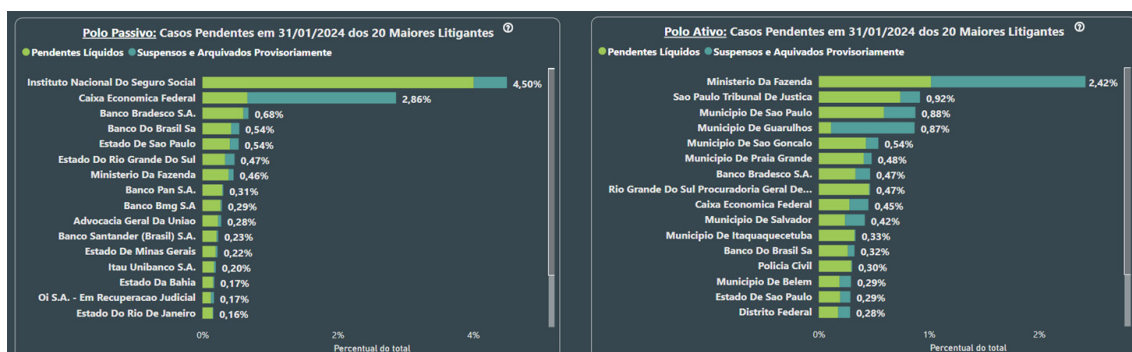 Polo Passivo: Casos Pendentes em 31/01/2024 dos 20 Maiores Litigantes
Pendentes Líquidos Suspensos e Arquivados Provisoriamente
Instituto Nacional Do Seguro Social 4,50%
Caixa Economica Federal 2,86%
Banco Bradesco S.A. 0,68%
Banco Do Brasil Sa 0,54%
Estado De Sao Paulo 0,54%
Estado Do Rio Grande Do Sul 0,47%
Ministerio Da Fazenda 0,46%
Banco Pan S.A. 0,31%
Banco Bmg S.A 0,29%
Advocacia Geral Da Uniao 0,28%
Banco Santander (Brasil) S.A. 0,23%
Estado De Minas Gerais 0,22%
Itau Unibanco S.A. 0,20%
Estado Da Bahia 0,17%
Oi S.A. - Em Recuperacao Judicial 0,17%
Estado Do Rio De Janeiro 0,16%
0% 2% 4%
Percentual do total
Polo Ativo: Casos Pendentes em 31/01/2024 dos 20 Maiores Litigantes
Pendentes Líquidos Suspensos e Aquivados Provisoriamente
Ministerio Da Fazenda 2,42%
Sao Paulo Tribunal De Justica 0,92%
Municipio De Sao Paulo 0,88%
Municipio De Guarulhos 0,87%
Municipio De Sao Goncalo 0,54%
Municipio De Praia Grande 0,48%
Banco Bradesco S.A. 0,47%
Rio Grande Do Sul Procuradoria Geral De... 0,47%
Caixa Economica Federal 0,45%
Municipio De Salvador 0,42%
Municipio De Itaquaquecetuba 0,33%
Banco Do Brasil Sa 0,32%
Policia Civil 0,30%
Municipio De Belem 0,29%
Estado De Sao Paulo 0,29%
Distrito Federal 0,28%
0% 1% 2%
Percentual do total